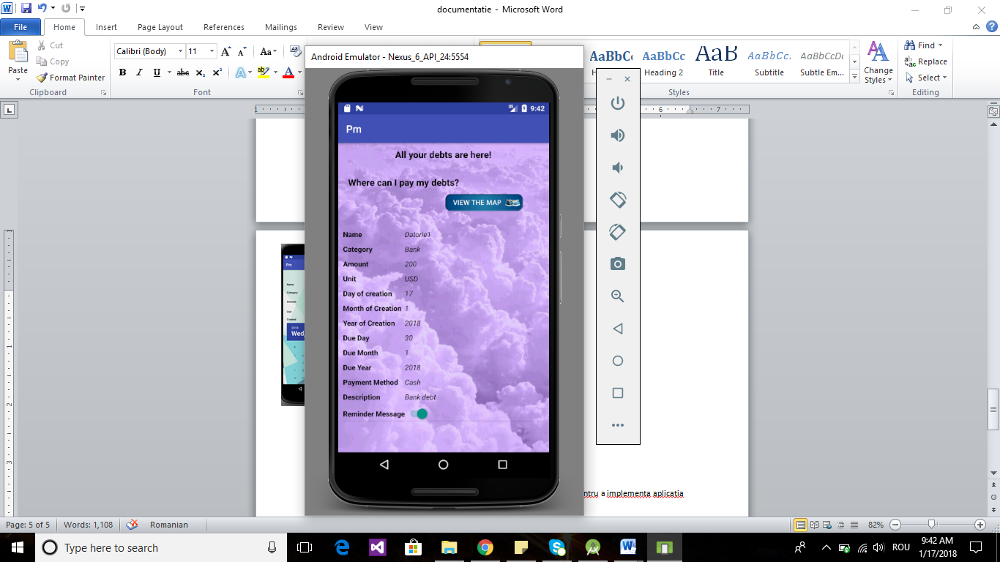 documentatie - Microsoft Word
File Home Insert Page Layout References Mailings Review View
Paste
Cut
Copy
Format Painter
Clipboard
Calibri (Body) 11
Font
AaBbCc AaBbCc AaB AaBbCc. AaBbCcDc
Heading 2 Title Subtitle Subtle Em...
Styles
Change
Styles
Find
Replace
Select
Editing
Android Emulator - Nexus_6_API_24:5554
9:42
Pm
All your debts are here!
Where can I pay my debts?
VIEW THE MAP
Name Datorie1
Category Bank
Amount 200
Unit USD
Day of creation 17
Month of Creation 1
Year of Creation 2018
Due Day 30
Due Month 1
Due Year 2018
Payment Method Cash
Description Bank debt
Reminder Message
6 7
1
2
3
Pm
Name
Category
Amount
Unit
Created
2018
Wed,
ntru a implementa aplicatia
Page: 5 of 5 Words: 1,108 Romanian 82%
Type here to search
ROU
9:42 AM
1/17/2018